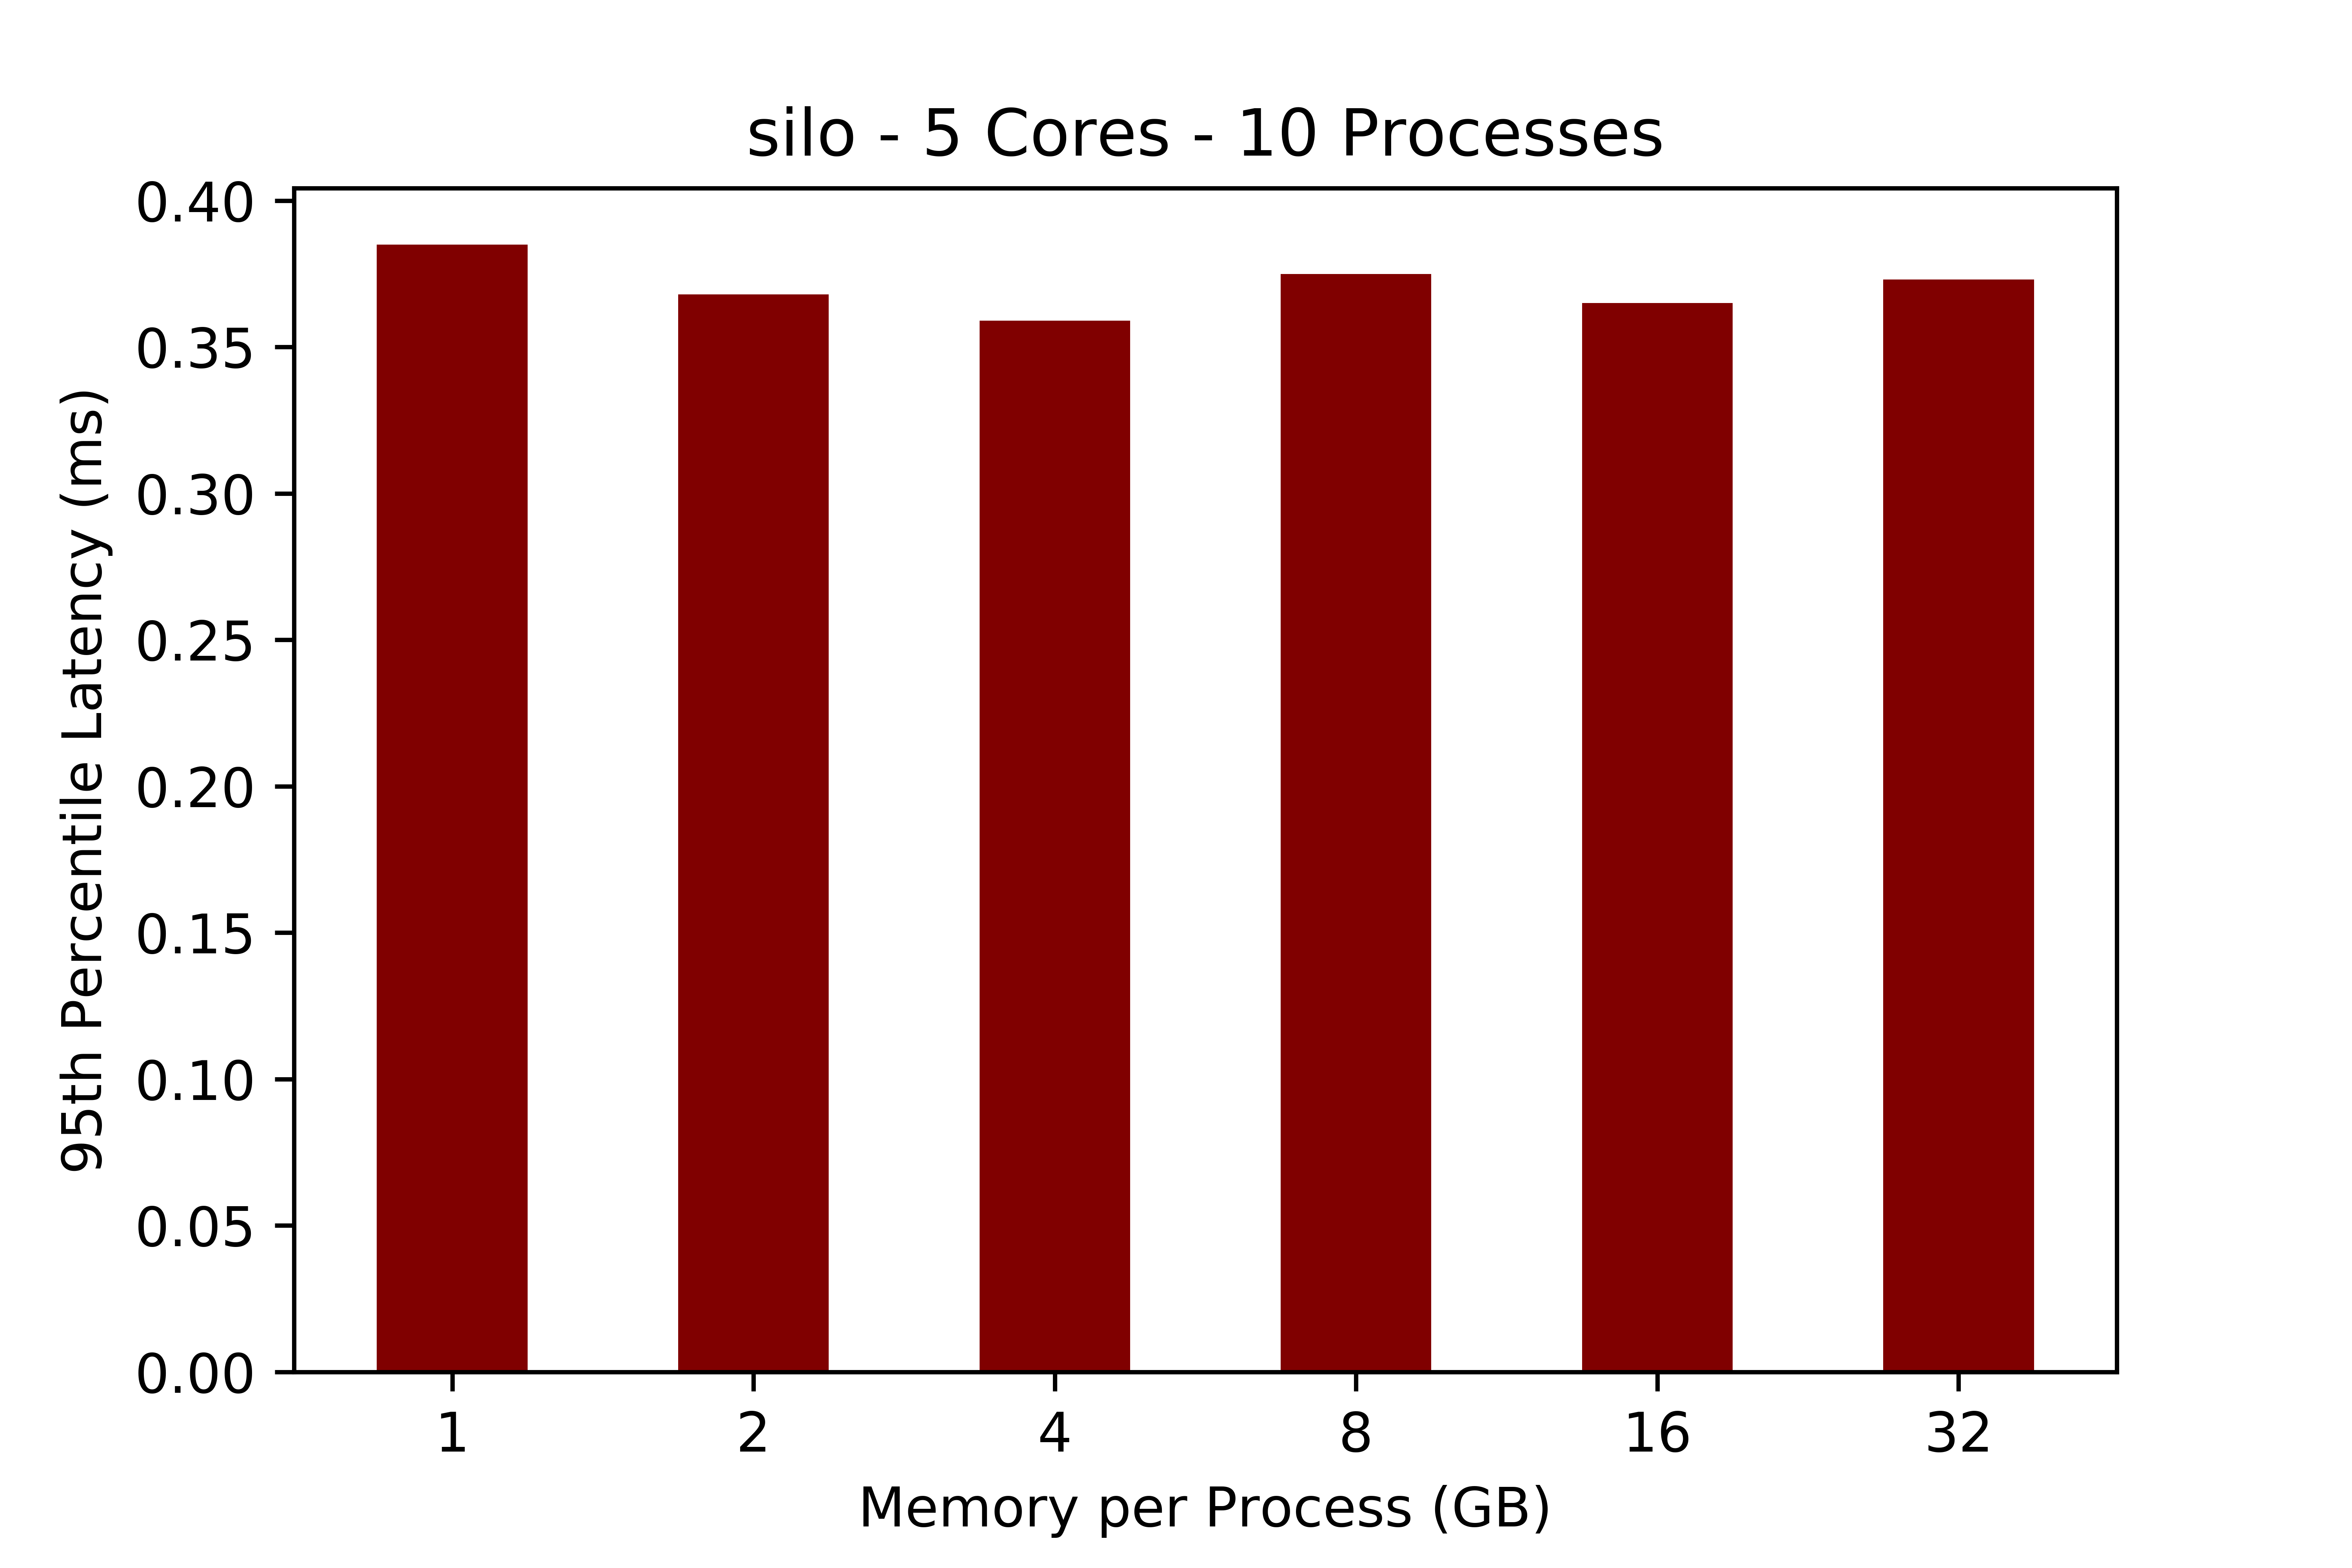 silo - 5 Cores - 10 Processes
0.40
0.35
0.30
0.25
0.20
0.15
0.10
0.05
0.00
95th Percentile Latency (ms)
1 2 4 8 16 32
Memory per Process (GB)